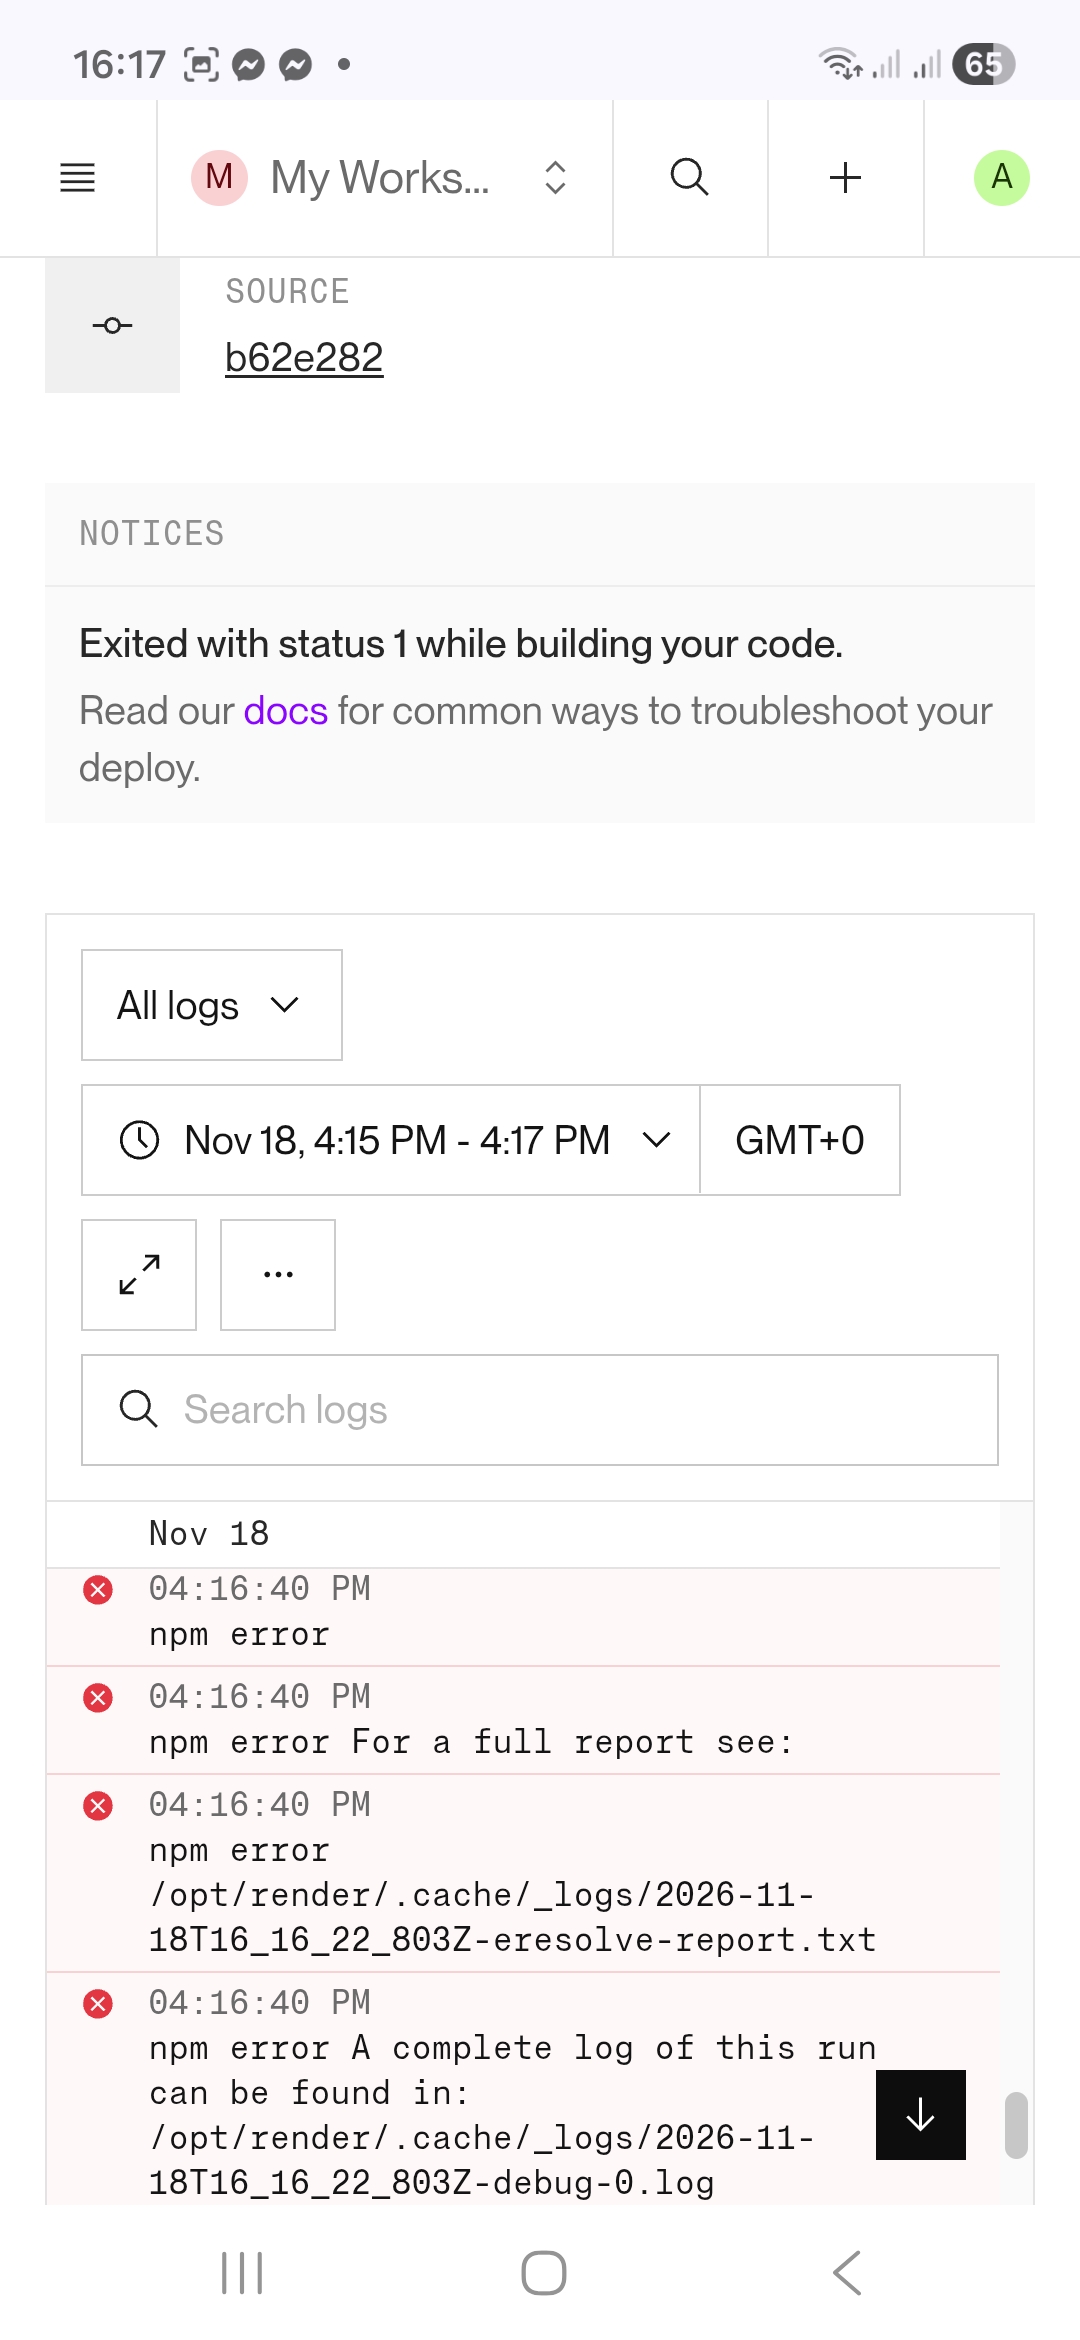 16:17
65
M My Works...
A
SOURCE
b62e282
NOTICES
Exited with status 1 while building your code.
Read our docs for common ways to troubleshoot your
deploy.
All logs
Nov 18, 4:15 PM - 4:17 PM
GMT+0
Search logs
Nov 18
04:16:40 PM
npm error
04:16:40 PM
npm error For a full report see:
04:16:40 PM
npm error
/opt/render/.cache/_logs/2026-11-
18T16_16_22_803Z-eresolve-report.txt
04:16:40 PM
npm error A complete log of this run
can be found in:
/opt/render/.cache/_logs/2026-11-
18T16_16_22_803Z-debug-0.log